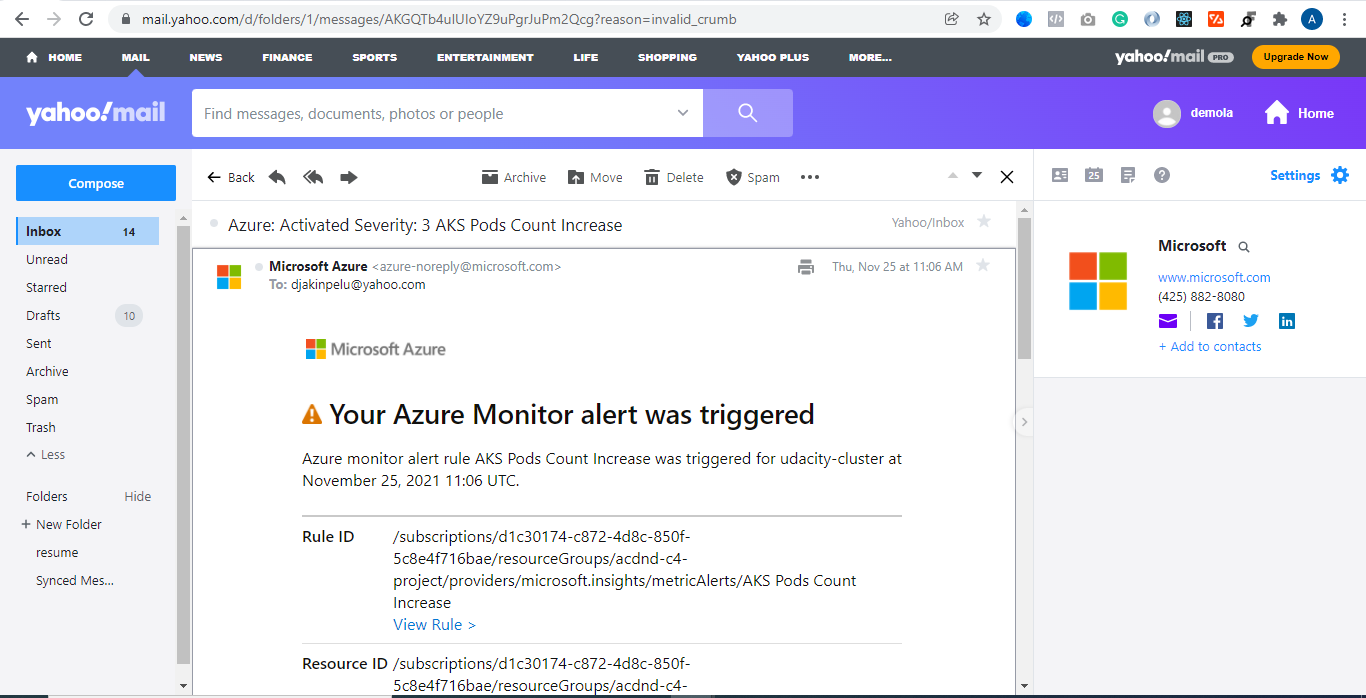 mail.yahoo.com/d/folders/1/messages/AKGQTb4uIUIoYZ9uPgrJuPm2Qcg?reason=invalid_crumb
A
HOME MAIL NEWS FINANCE SPORTS ENTERTAINMENT LIFE SHOPPING YAHOO PLUS MORE... yahoo!mail PRO Upgrade Now
yahoo!mail Find messages, documents, photos or people demola Home
Compose
Back Archive Move Delete Spam 25 Settings
Inbox 14
Unread
Starred
Drafts 10
Sent
Archive
Spam
Trash
Less
Folders Hide
+ New Folder
resume
Synced Mes...
Azure: Activated Severity: 3 AKS Pods Count Increase Yahoo/Inbox
Microsoft Azure <azure-noreply@microsoft.com> Thu, Nov 25 at 11:06 AM
To: djakinpelu@yahoo.com
Microsoft Azure
Your Azure Monitor alert was triggered
Azure monitor alert rule AKS Pods Count Increase was triggered for udacity-cluster at
November 25, 2021 11:06 UTC.
Rule ID /subscriptions/d1c30174-c872-4d8c-850f-
5c8e4f716bae/resourceGroups/acdnd-c4-
project/providers/microsoft.insights/metricAlerts/AKS Pods Count
Increase
View Rule >
Resource ID /subscriptions/d1c30174-c872-4d8c-850f-
5c8e4f716bae/resourceGroups/acdnd-c4-
Microsoft
www.microsoft.com
(425) 882-8080
+ Add to contacts